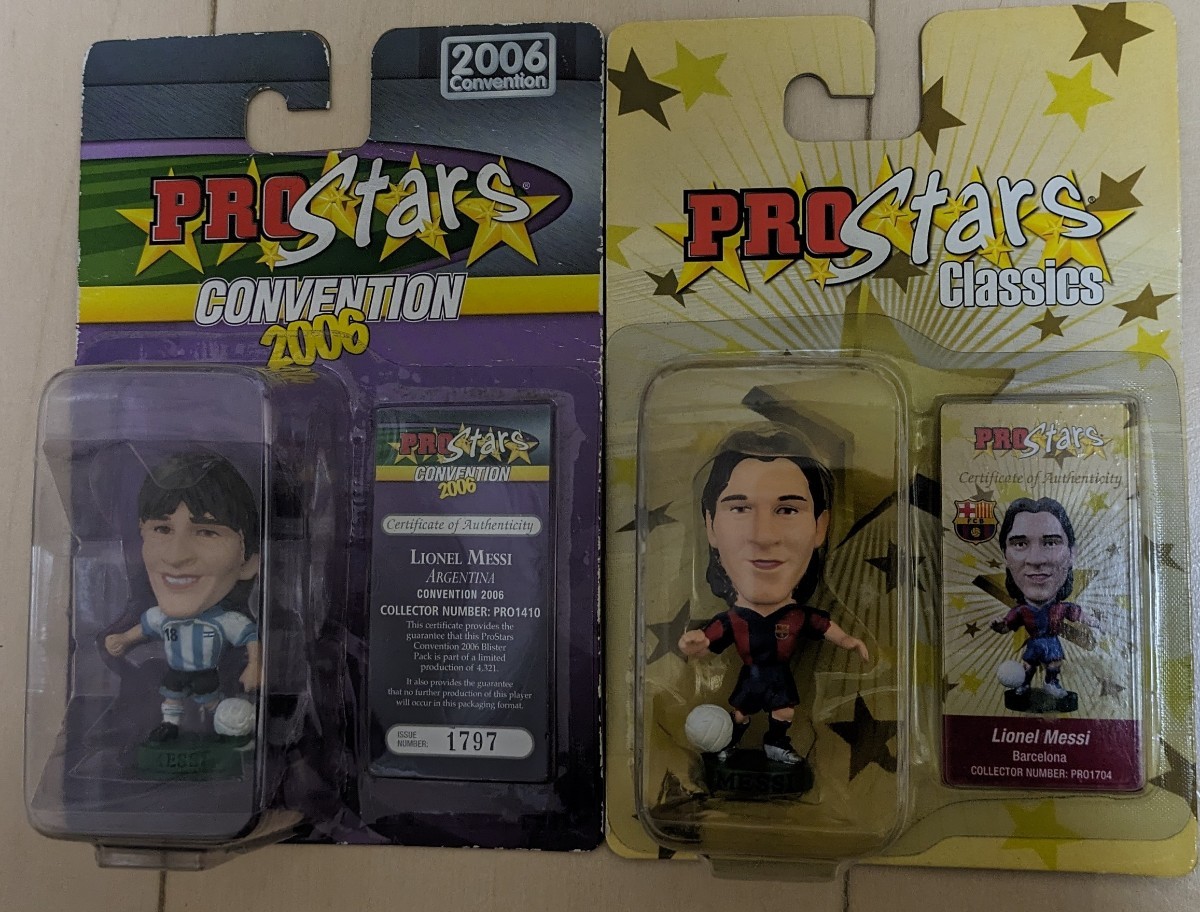 2006
Convention
PROStars®
CONVENTION
2006
PROStars
CONVENTION
2006
Certificate of Authenticity
LIONEL MESSI
ARGENTINA
CONVENTION 2006
COLLECTOR NUMBER: PRO1410
This certificate provides the
guarantee that this ProStars
Convention 2006 Blister
Pack is part of a limited
production of 4,321.
It also provides the guarantee
that no further production of this player
will occur in this packaging format.
ISSUE
NUMBER: 1797
18
MESSI
PROStars®
Classics
PROStars
Certificate of Authenticity
FCB
Lionel Messi
Barcelona
COLLECTOR NUMBER: PRO1704
MESSI